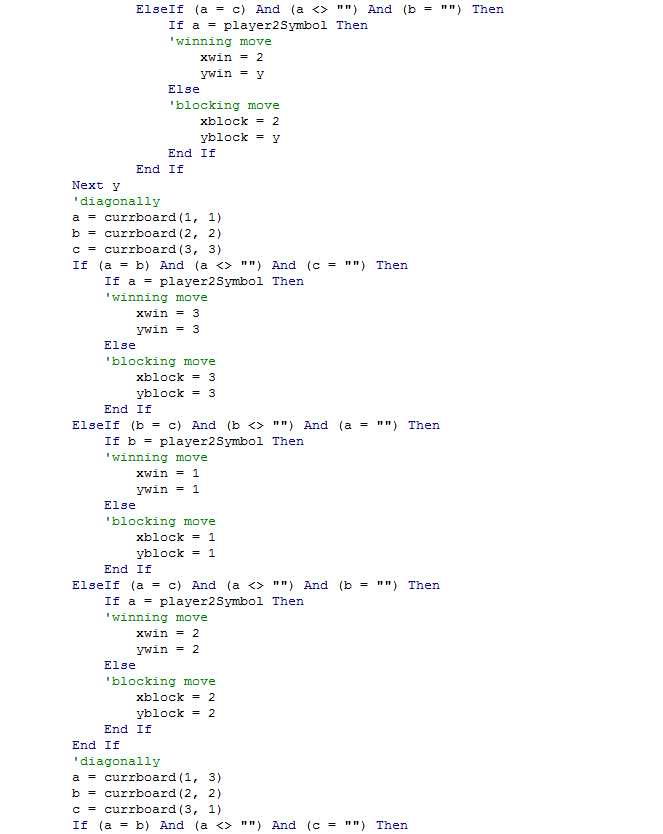 ElseIf (a = c) And (a <> "") And (b = "") Then
If a = player2Symbol Then
'winning move
xwin = 2
ywin = y
Else
'blocking move
xblock = 2
yblock = y
End If
End If
Next y
'diagonally
a = currboard(1, 1)
b = currboard(2, 2)
c = currboard(3, 3)
If (a = b) And (a <> "") And (c = "") Then
If a = player2Symbol Then
'winning move
xwin = 3
ywin = 3
Else
'blocking move
xblock = 3
yblock = 3
End If
ElseIf (b = c) And (b <> "") And (a = "") Then
If b = player2Symbol Then
'winning move
xwin = 1
ywin = 1
Else
'blocking move
xblock = 1
yblock = 1
End If
ElseIf (a = c) And (a <> "") And (b = "") Then
If a = player2Symbol Then
'winning move
xwin = 2
ywin = 2
Else
'blocking move
xblock = 2
yblock = 2
End If
End If
'diagonally
a = currboard(1, 3)
b = currboard(2, 2)
c = currboard(3, 1)
If (a = b) And (a <> "") And (c = "") Then